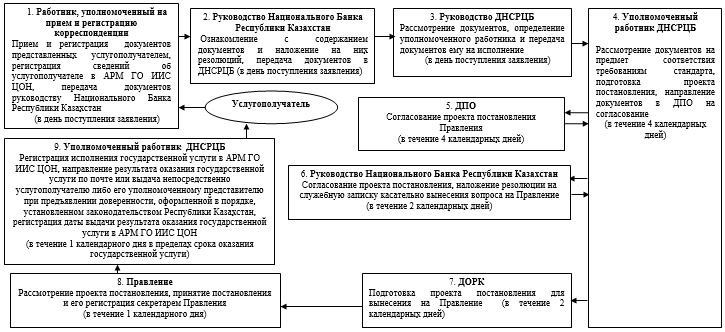 1. Работник, уполномоченный на
прием и регистрацию
корреспонденции
Прием и регистрация документов
представленных услугополучателем,
регистрация сведений об
услугополучателе в АРМ ГО ИИС
ЦОН, передача документов
руководству Национального Банка
Республики Казахстан
(в день поступления заявления)
2. Руководство Национального Банка
Республики Казахстан
Ознакомление с содержанием
документов и наложение на них
резолюций, передача документов в
ДНСРЦБ (в день поступления заявления)
3. Руководство ДНСРЦБ
Рассмотрение документов, определение
уполномоченного работника и передача
документов ему на исполнение
(в день поступления заявления)
4. Уполномоченный
работник ДНСРЦБ
Рассмотрение документов на
предмет соответствия
требованиям стандарта,
подготовка проекта
постановления, направление
документов в ДПО на
согласование
(в течение 4 календарных
дней)
Услугополучатель
5. ДПО
Согласование проекта постановления
Правления
(в течение 4 календарных дней)
6. Руководство Национального Банка Республики Казахстан
Согласование проекта постановления, наложение резолюции на
служебную записку касательно вынесения вопроса на Правление
(в течение 2 календарных дней)
9. Уполномоченный работник ДНСРЦБ
Регистрация исполнения государственной услуги в АРМ ГО
ИИС ЦОН, направление результата оказания государственной
услуги по почте или выдача непосредственно
услугополучателю либо его уполномоченному представителю
при предъявлении доверенности, оформленной в порядке,
установленном законодательством Республики Казахстан,
регистрация даты выдачи результата оказания государственной
услуги в АРМ ГО ИИС ЦОН
(в течение 1 календарного дня в пределах срока оказания
государственной услуги)
8. Правление
Рассмотрение проекта постановления, принятие постановления
и его регистрация секретарем Правления
(в течение 1 календарного дня)
7. ДОРК
Подготовка проекта постановления для
вынесения на Правление (в течение 2
календарных дней)